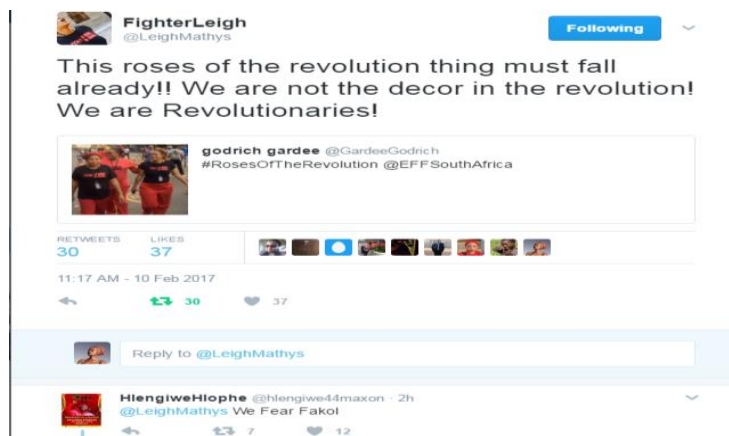 FighterLeigh
@LeighMathys
Following
This roses of the revolution thing must fall
already!! We are not the decor in the revolution!
We are Revolutionaries!
godrich gardee @GardeeGodrich
#RosesOfTheRevolution @EFFSouthAfrica
RETWEETS LIKES
30 37
11:17 AM - 10 Feb 2017
30 37
Reply to @LeighMathys
HlengiweHlophe @hlengiwe44maxon · 2h
@LeighMathys We Fear Fakol
7 12